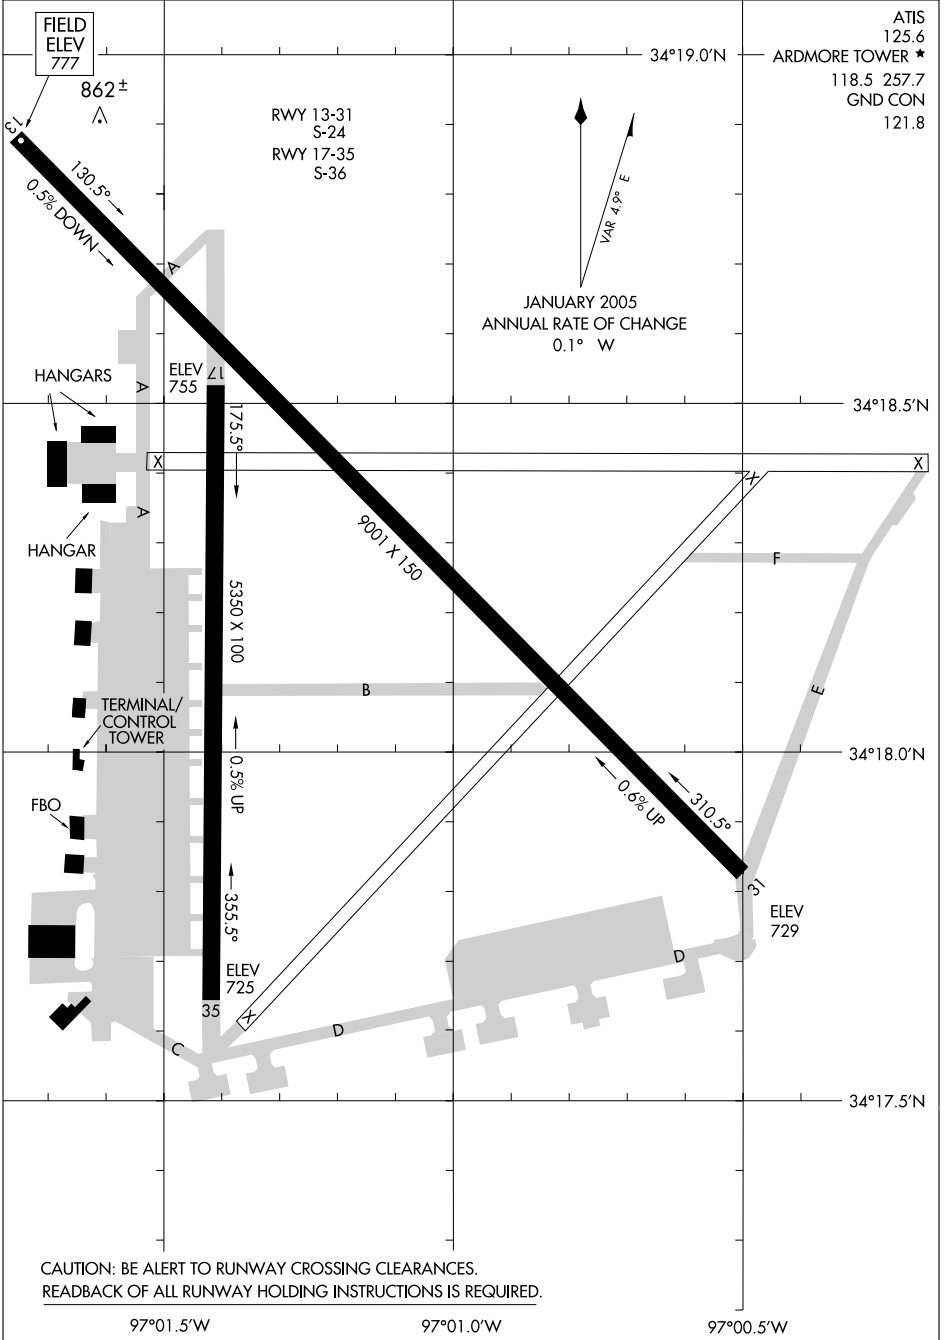 FIELD
ELEV
777
862±
34°19.0'N
ATIS
125.6
ARDMORE TOWER ★
118.5 257.7
GND CON
121.8
RWY 13-31
S-24
RWY 17-35
S-36
VAR 4.9° E
JANUARY 2005
ANNUAL RATE OF CHANGE
0.1° W
13
130.5°
0.5% DOWN
A
HANGARS
A
ELEV
755
17
34°18.5'N
175.5°
X
X
X
A
HANGAR
9001 X 150
F
5350 X 100
B
E
TERMINAL/
CONTROL
TOWER
34°18.0'N
0.5% UP
0.6% UP
310.5°
FBO
31
ELEV
729
355.5°
ELEV
725
35
X
D
D
C
34°17.5'N
CAUTION: BE ALERT TO RUNWAY CROSSING CLEARANCES.
READBACK OF ALL RUNWAY HOLDING INSTRUCTIONS IS REQUIRED.
97°01.5'W
97°01.0'W
97°00.5'W